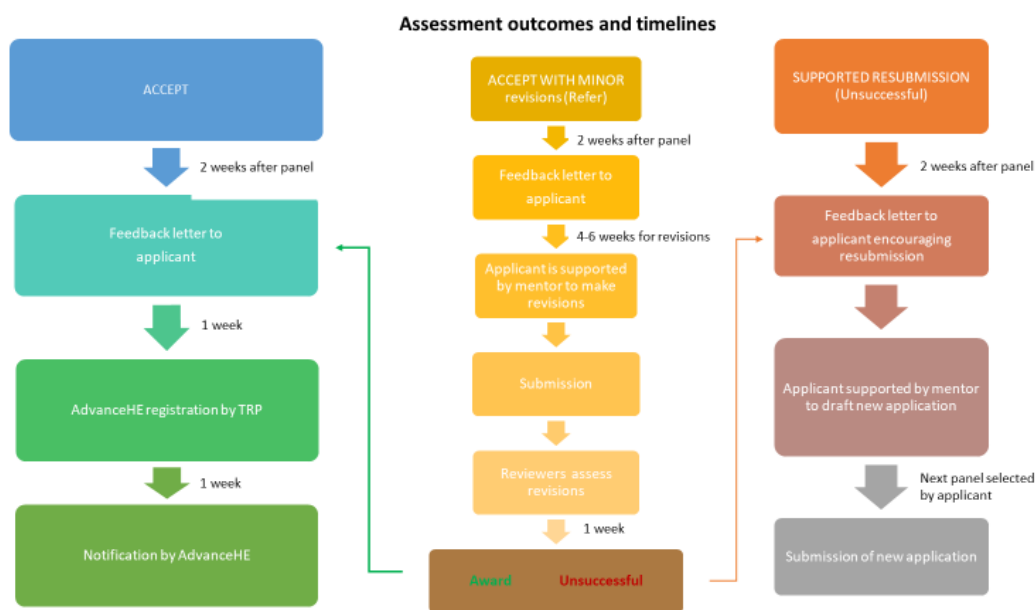 Assessment outcomes and timelines
ACCEPT
2 weeks after panel
Feedback letter to
applicant
1 week
AdvanceHE registration by TRP
1 week
Notification by AdvanceHE
ACCEPT WITH MINOR
revisions (Refer)
2 weeks after panel
Feedback letter to
applicant
4-6 weeks for revisions
Applicant is supported
by mentor to make
revisions
Submission
Reviewers assess
revisions
1 week
Award Unsuccessful
SUPPORTED RESUBMISSION
(Unsuccessful)
2 weeks after panel
Feedback letter to
applicant encouraging
resubmission
Applicant supported by mentor
to draft new application
Next panel selected
by applicant
Submission of new application